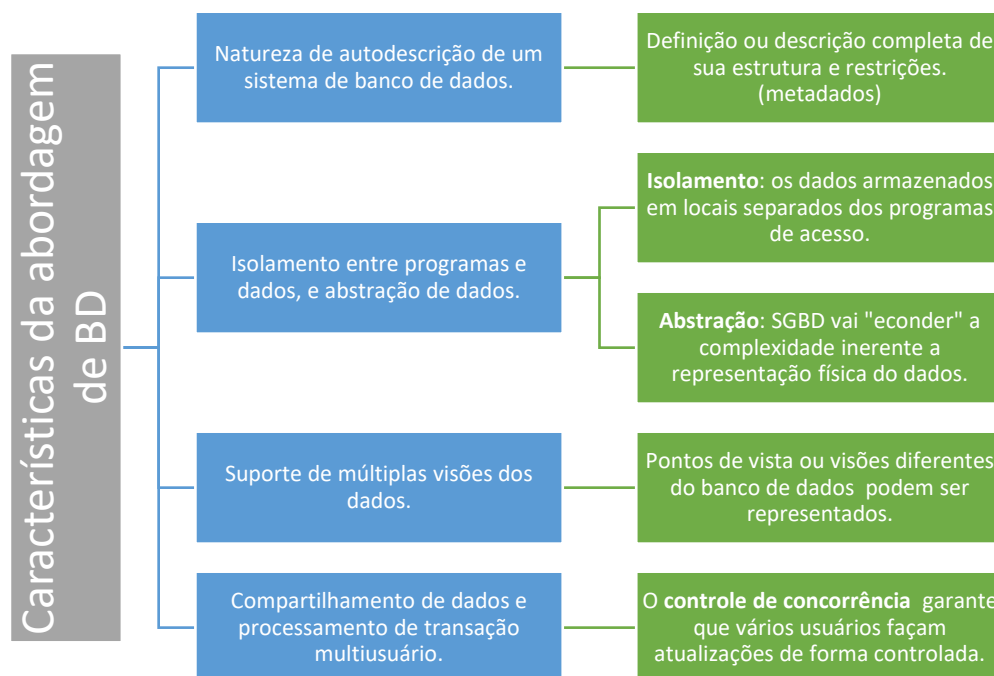 Características da abordagem
de BD
Natureza de autodescrição de um
sistema de banco de dados.
Definição ou descrição completa de
sua estrutura e restrições.
(metadados)
Isolamento entre programas e
dados, e abstração de dados.
Isolamento: os dados armazenados
em locais separados dos programas
de acesso.
Abstração: SGBD vai "econder" a
complexidade inerente a
representação física do dados.
Suporte de múltiplas visões dos
dados.
Pontos de vista ou visões diferentes
do banco de dados podem ser
representados.
Compartilhamento de dados e
processamento de transação
multiusuário.
O controle de concorrência garante
que vários usuários façam
atualizações de forma controlada.